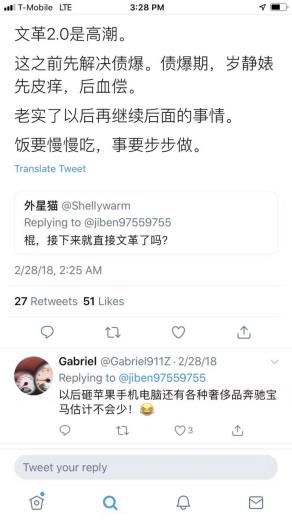 T-Mobile LTE 3:28 PM
文革2.0是高潮。
这之前先解决债爆。债爆期，岁静婊
先皮痒，后血偿。
老实了以后再继续后面的事情。
饭要慢慢吃，事要步步做。
Translate Tweet
外星猫 @Shellywarm
Replying to @jiben97559755
棍，接下来就直接文革了吗？
2/28/18, 2:25 AM
27 Retweets 51 Likes
Gabriel @Gabriel911Z · 2/28/18
Replying to @jiben97559755
以后砸苹果手机电脑还有各种奢侈品奔驰宝
马估计不会少！😂
3
Tweet your reply